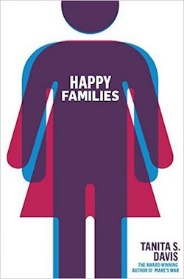 HAPPY
FAMILIES
TANITA S.
DAVIS
THE AWARD-WINNING
AUTHOR OF MARE'S WAR